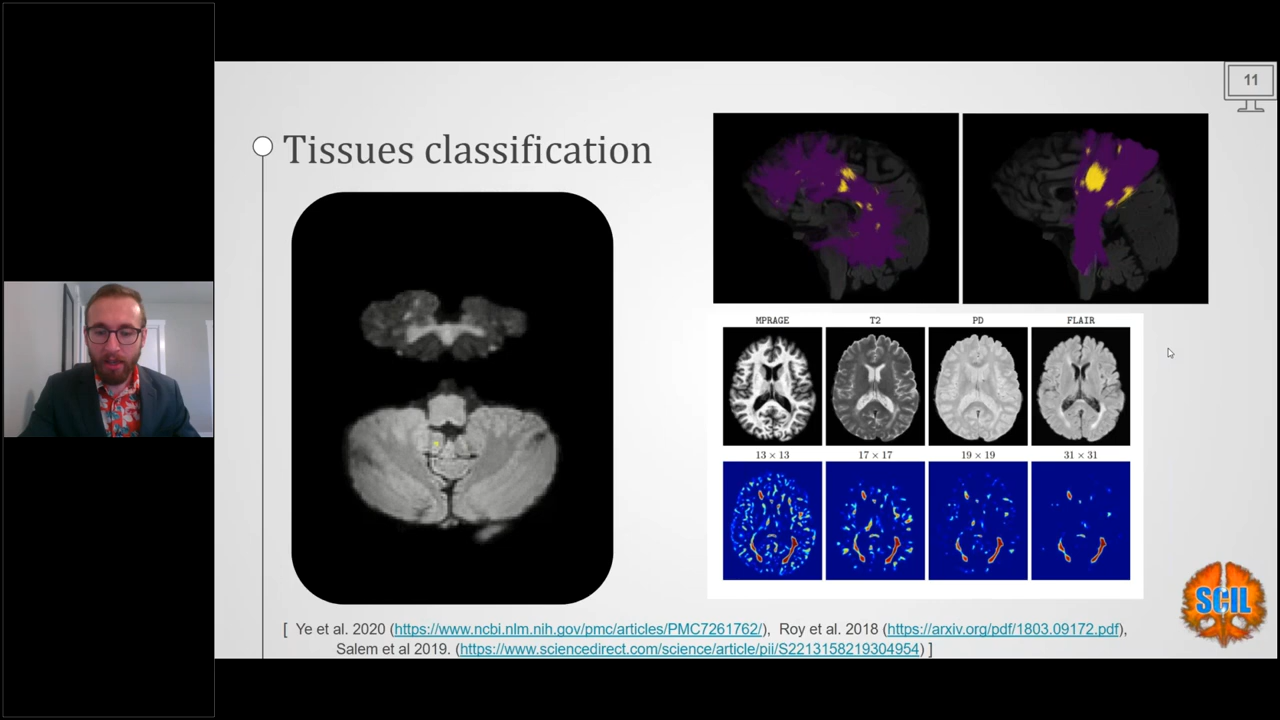 11
Tissues classification
MPRAGE T2 PD FLAIR
13 × 13 17 × 17 19 × 19 31 × 31
SCIL
[ Ye et al. 2020 (https://www.ncbi.nlm.nih.gov/pmc/articles/PMC7261762/), Roy et al. 2018 (https://arxiv.org/pdf/1803.09172.pdf),
Salem et al 2019. (https://www.sciencedirect.com/science/article/pii/S2213158219304954) ]